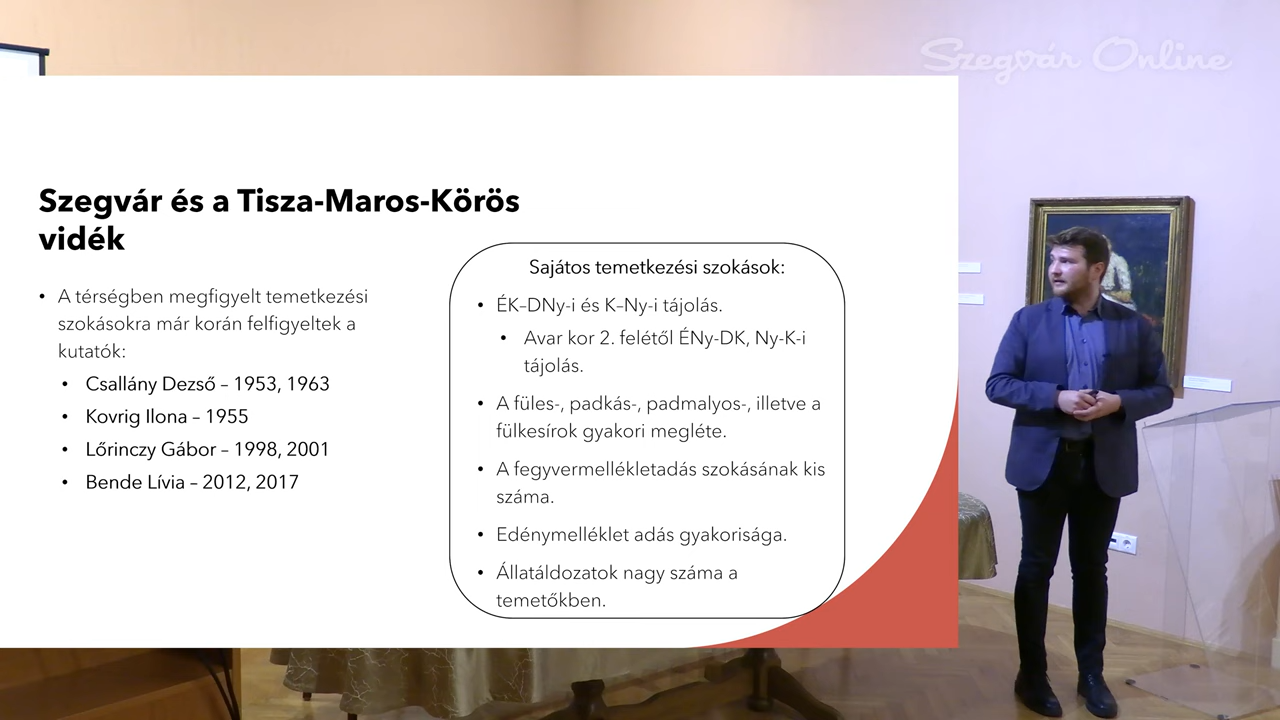 Szegvár Online
Szegvár és a Tisza-Maros-Körös
vidék
• A térségben megfigyelt temetkezési
szokásokra már korán felfigyeltek a
kutatók:
• Csallány Dezső – 1953, 1963
• Kovrig Ilona – 1955
• Lőrinczy Gábor – 1998, 2001
• Bende Lívia – 2012, 2017
Sajátos temetkezési szokások:
• ÉK–DNy-i és K–Ny-i tájolás.
• Avar kor 2. felétől ÉNy-DK, Ny-K-i
tájolás.
• A füles-, padkás-, padmalyos-, illetve a
fülkesírok gyakori megléte.
• A fegyvermellékletadás szokásának kis
száma.
• Edénymelléklet adás gyakorisága.
• Állatáldozatok nagy száma a
temetőkben.